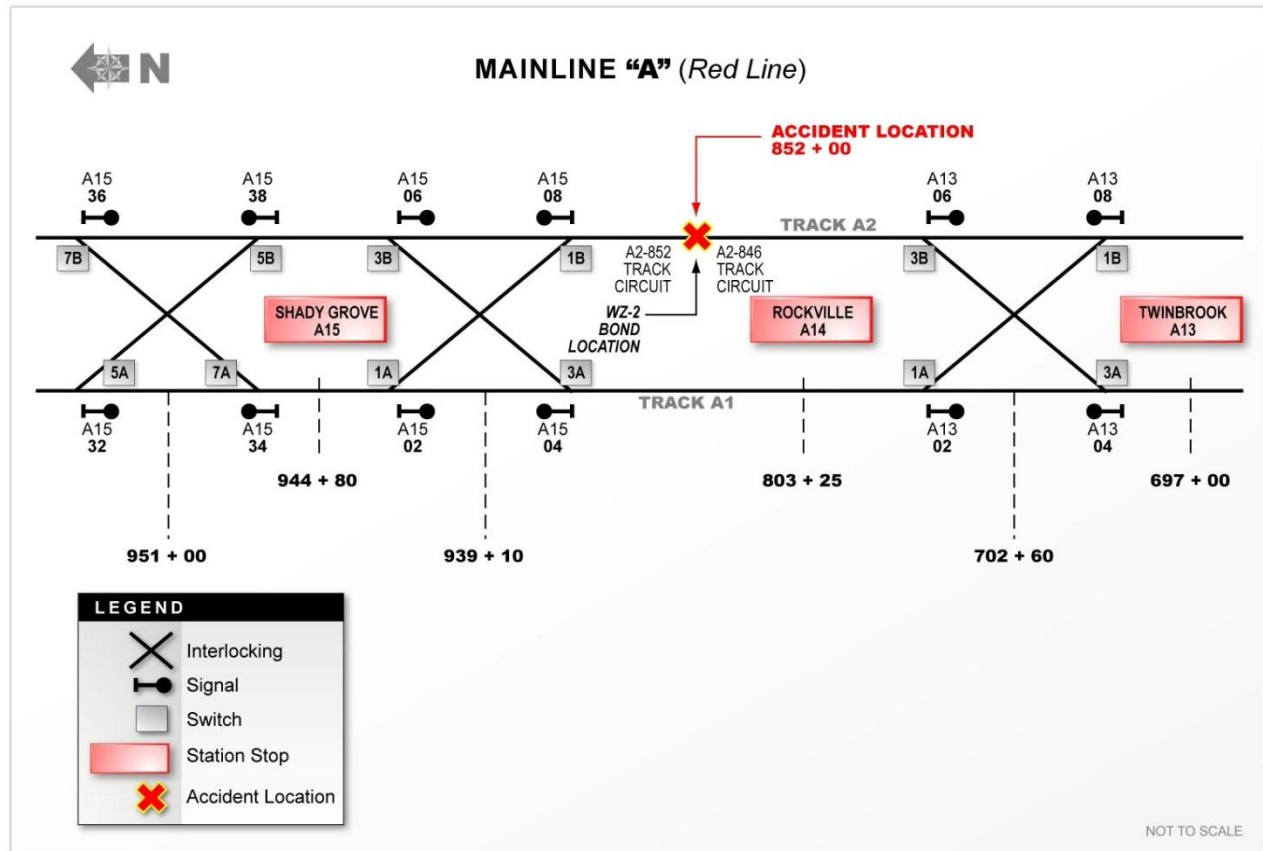 N
MAINLINE "A" (Red Line)
ACCIDENT LOCATION
852 + 00
A15
36
A15
38
A15
06
A15
08
A13
06
A13
08
TRACK A2
7B
5B
3B
1B
A2-852
TRACK
CIRCUIT
A2-846
TRACK
CIRCUIT
3B
1B
WZ-2
BOND
LOCATION
SHADY GROVE
A15
ROCKVILLE
A14
TWINBROOK
A13
5A
7A
1A
3A
1A
3A
TRACK A1
A15
32
A15
34
A15
02
A15
04
A13
02
A13
04
944 + 80
803 + 25
697 + 00
951 + 00
939 + 10
702 + 60
LEGEND
Interlocking
Signal
Switch
Station Stop
Accident Location
NOT TO SCALE